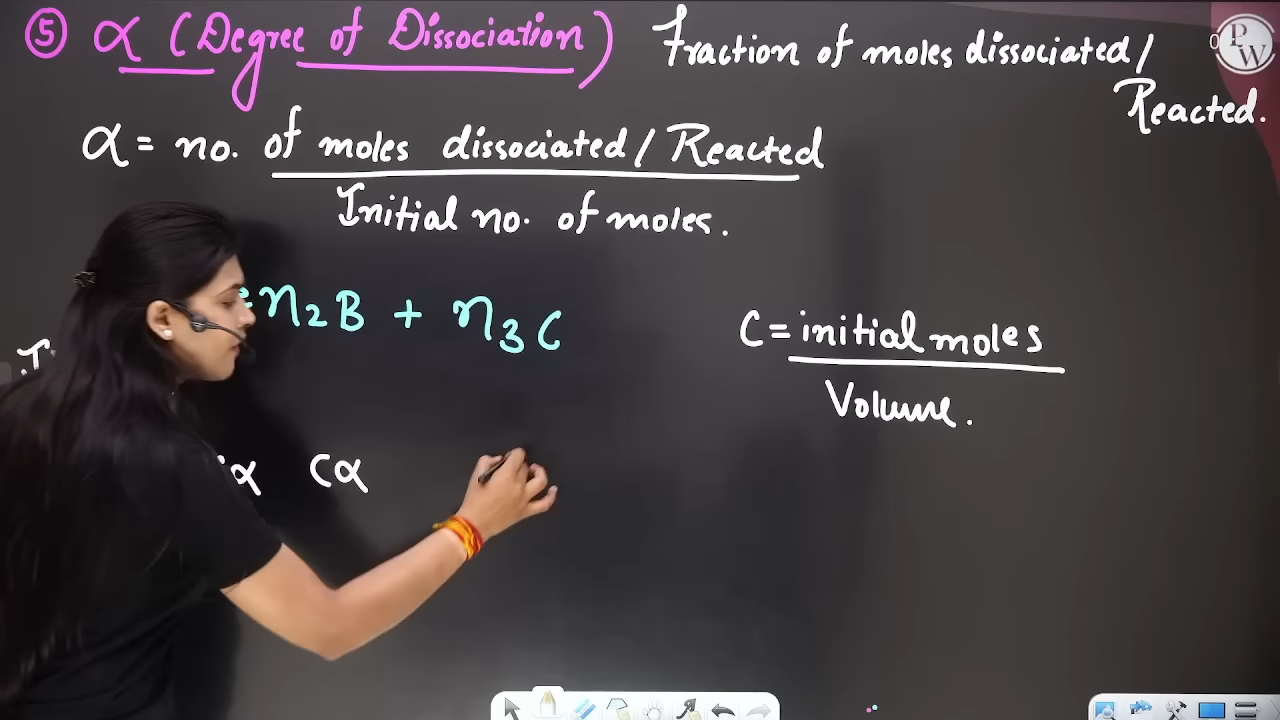 ⑤ α (Degree of Dissociation) Fraction of moles dissociated/
Reacted.
α = no. of moles dissociated / Reacted
Initial no. of moles.
n₂B + n₃C
C = initial moles
Volume.
α Cα
PW